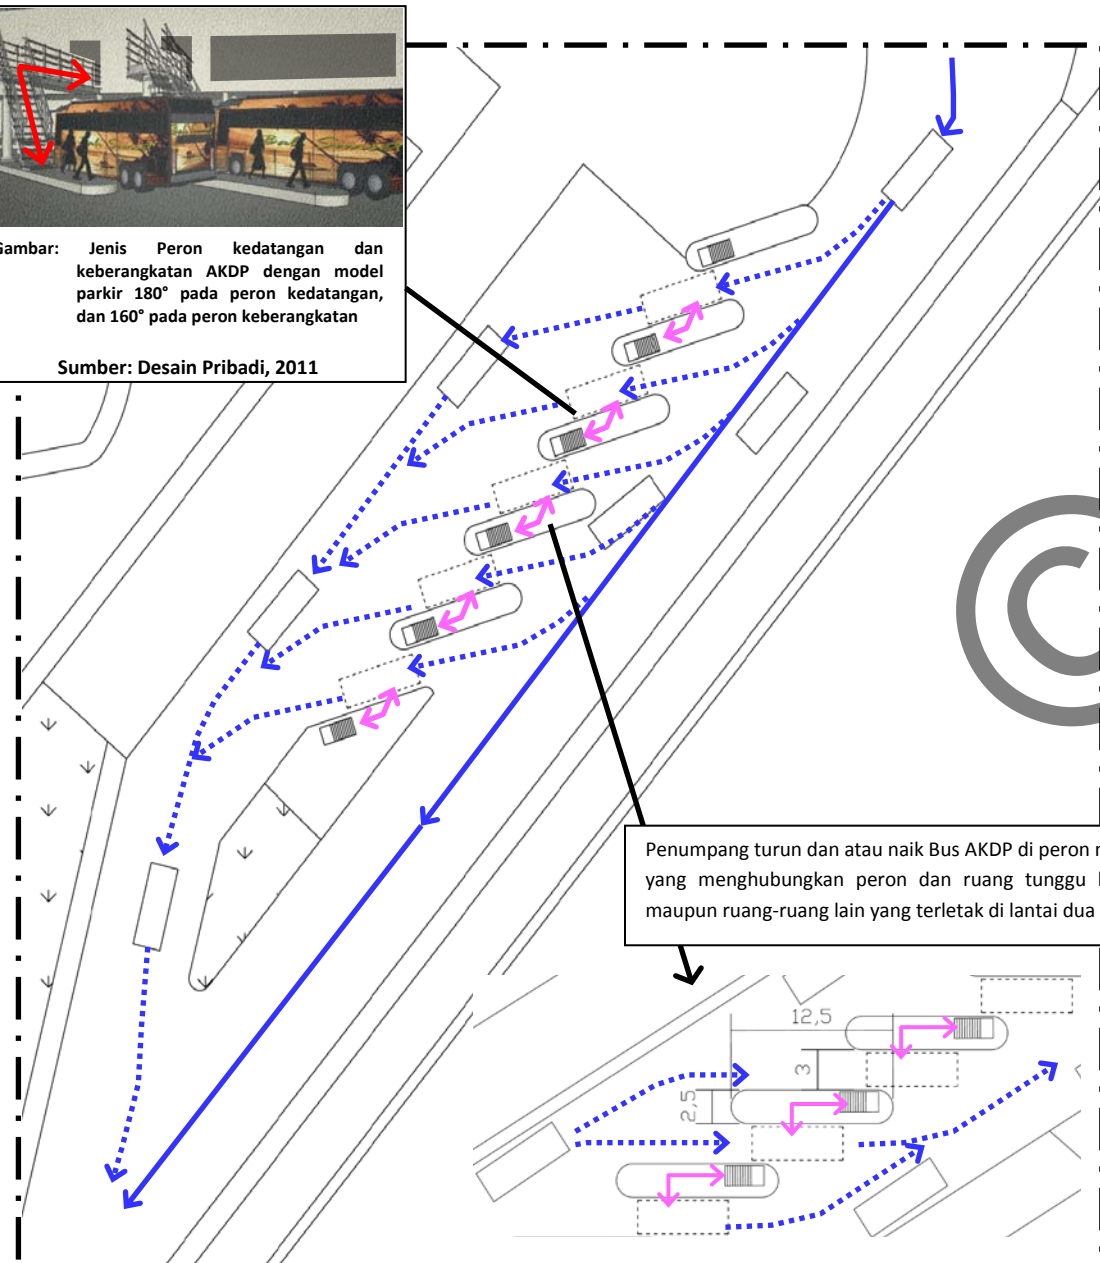 Gambar: Jenis Peron kedatangan dan
keberangkatan AKDP dengan model
parkir 180° pada peron kedatangan,
dan 160° pada peron keberangkatan
Sumber: Desain Pribadi, 2011
Penumpang turun dan atau naik Bus AKDP di peron
yang menghubungkan peron dan ruang tunggu
maupun ruang-ruang lain yang terletak di lantai dua
12,5
3
2,5